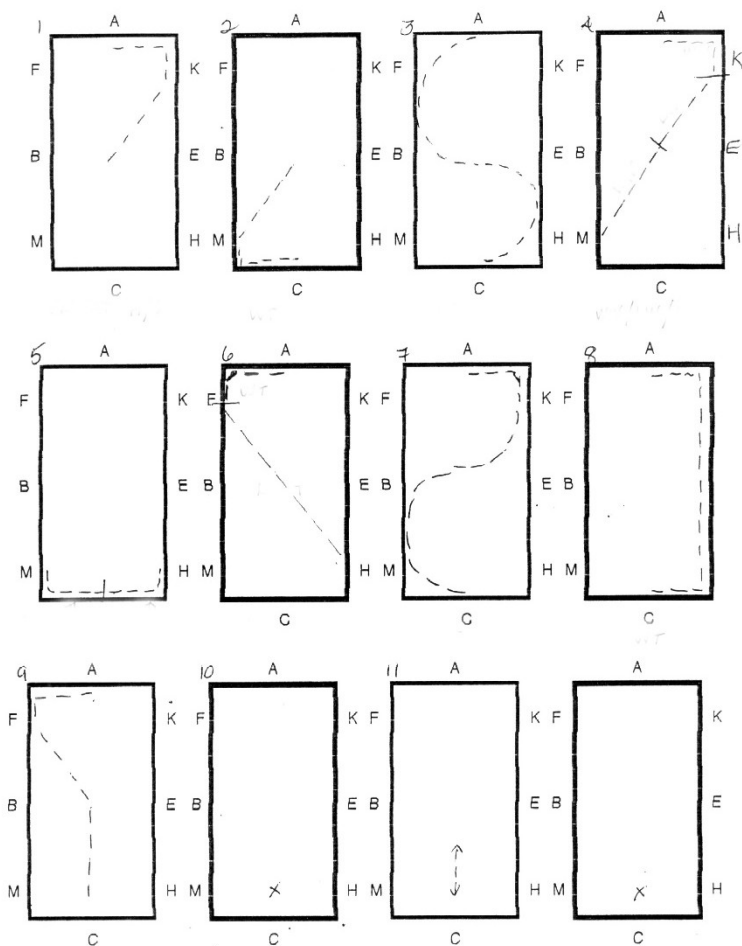 1 A 2 A 3 A 4 A
F K F K F K F K
B E B E B E B E
M H M H M H M H
C C C C
5 A 6 A 7 A 8 A
F K F K F K F
B E B E B E B
M H M H M H M
C C C
9 A 10 A 11 A A
F K F K F K F K
B E B E B E B E
M H M H M H M H
C C C C